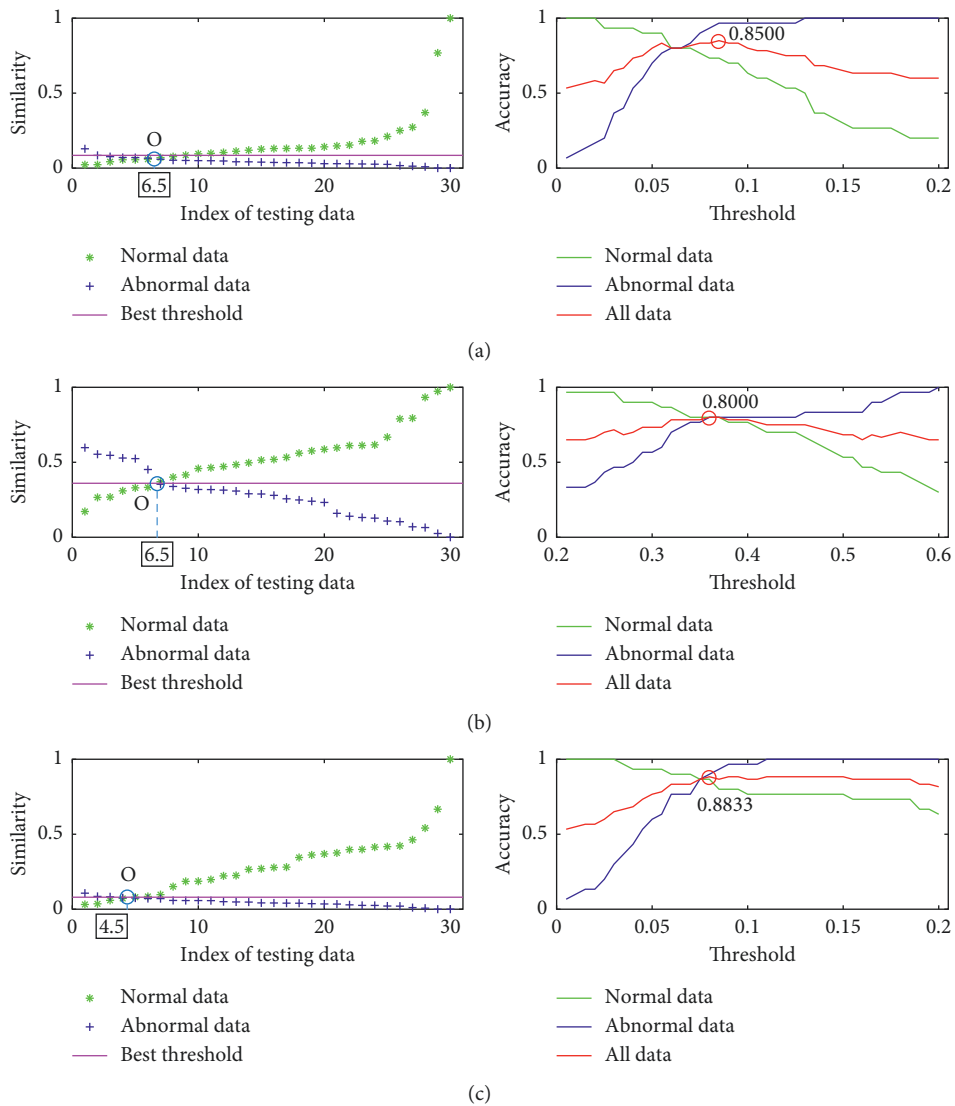 1
0.5
0
Similarity
O
0
10
20
30
6.5
Index of testing data
Normal data
Abnormal data
Best threshold
1
0.5
0
Accuracy
0.8500
0
0.05
0.1
0.15
0.2
Threshold
Normal data
Abnormal data
All data
(a)
1
0.5
0
Similarity
O
0
10
20
30
6.5
Index of testing data
Normal data
Abnormal data
Best threshold
1
0.5
0
Accuracy
0.8000
0.2
0.3
0.4
0.5
0.6
Threshold
Normal data
Abnormal data
All data
(b)
1
0.5
0
Similarity
O
0
10
20
30
4.5
Index of testing data
Normal data
Abnormal data
Best threshold
1
0.5
0
Accuracy
0.8833
0
0.05
0.1
0.15
0.2
Threshold
Normal data
Abnormal data
All data
(c)